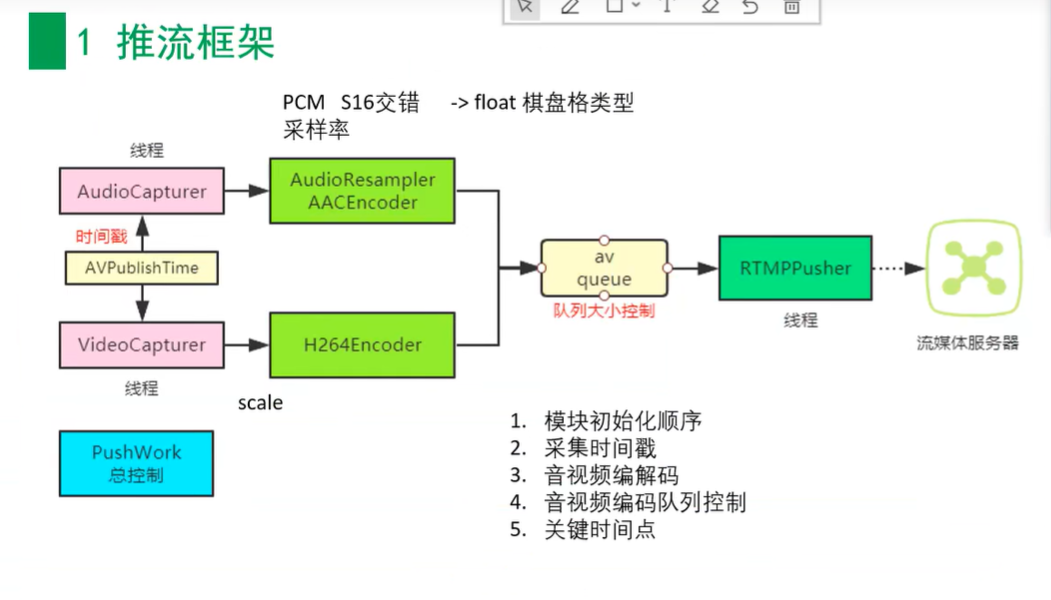 1 推流框架
PCM S16交错 -> float 棋盘格类型
采样率
线程
AudioCapturer
AudioResampler
AACEncoder
时间戳
AVPublishTime
av
queue
RTMPPusher
队列大小控制
线程
流媒体服务器
VideoCapturer
H264Encoder
线程
scale
PushWork
总控制
1. 模块初始化顺序
2. 采集时间戳
3. 音视频编解码
4. 音视频编码队列控制
5. 关键时间点